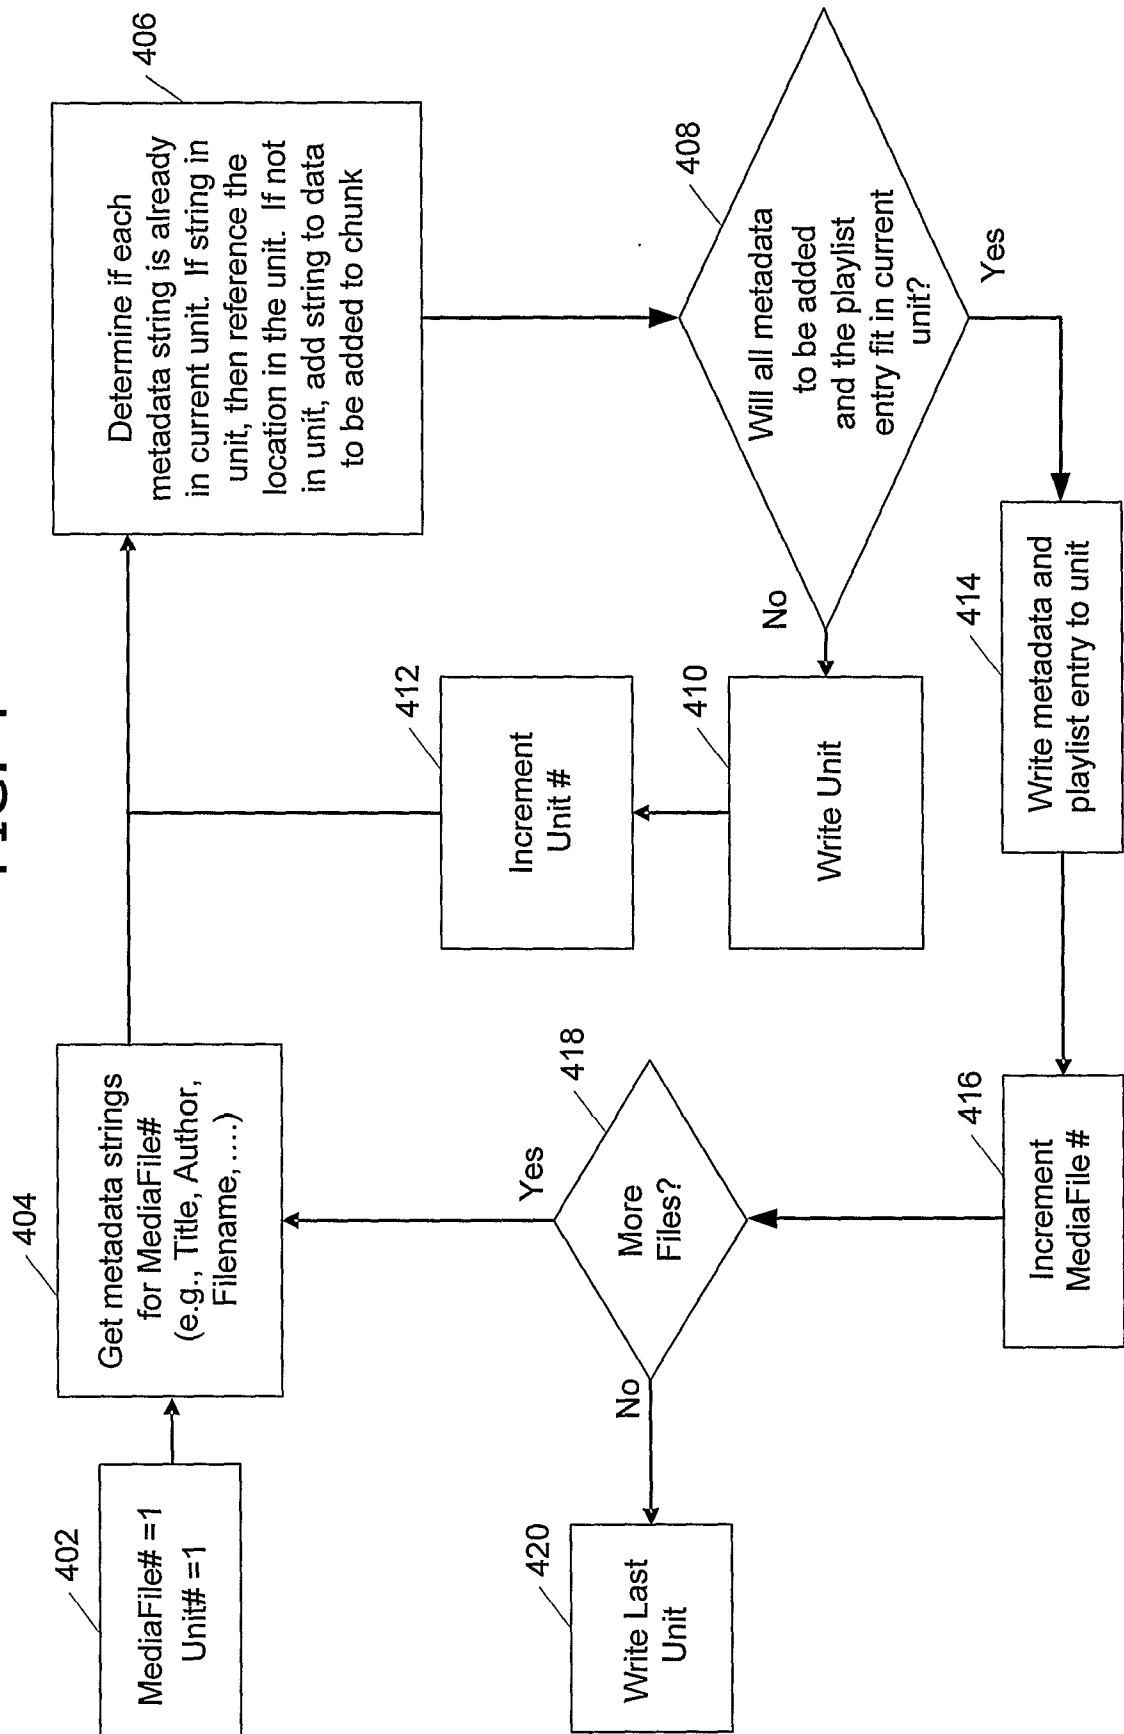 402
MediaFile# =1
Unit# =1
404
Get metadata strings
for MediaFile#
(e.g., Title, Author,
Filename,....)
406
Determine if each
metadata string is already
in current unit. If string in
unit, then reference the
location in the unit. If not
in unit, add string to data
to be added to chunk
408
Will all metadata
to be added
and the playlist
entry fit in current
unit?
No
Yes
410
Write Unit
412
Increment
Unit #
414
Write metadata and
playlist entry to unit
416
Increment
MediaFile #
418
More
Files?
Yes
No
420
Write Last
Unit